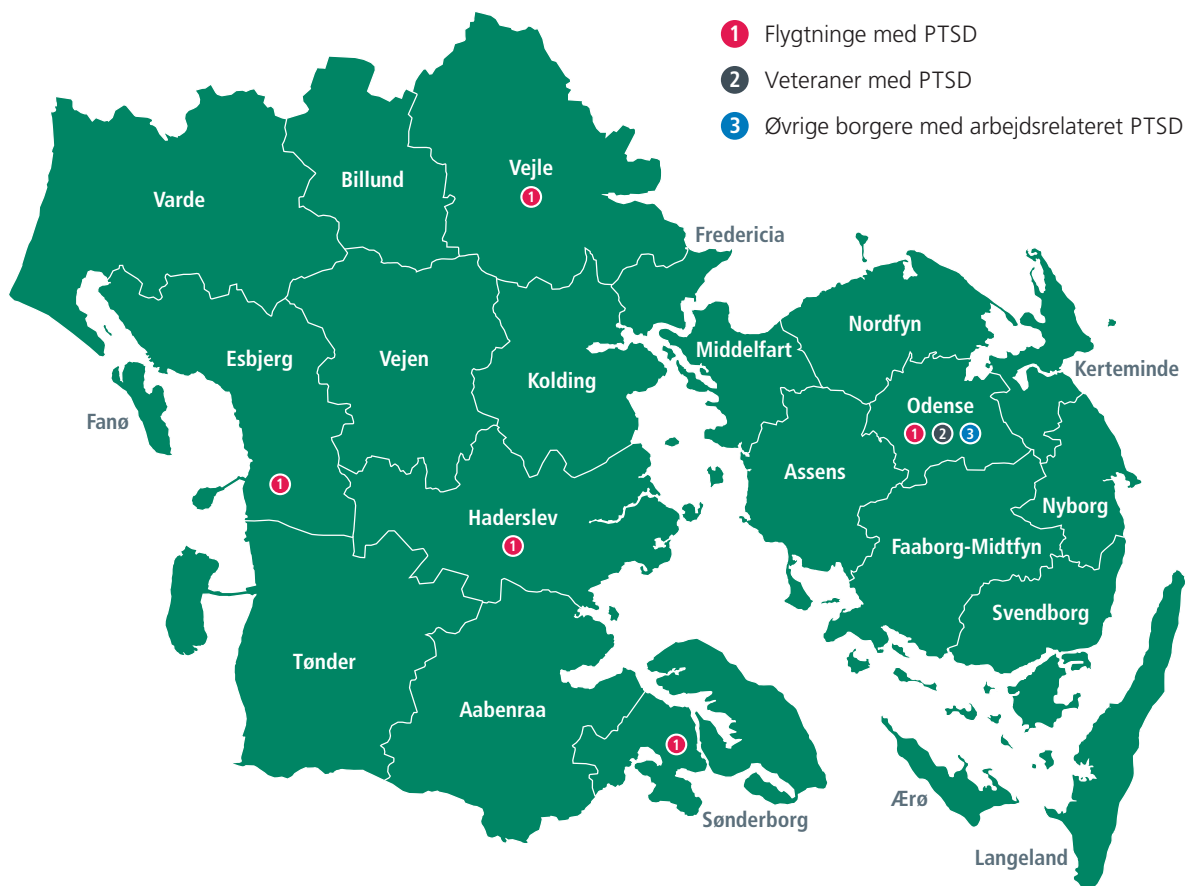 1 Flygtninge med PTSD
2 Veteraner med PTSD
3 Øvrige borgere med arbejdsrelateret PTSD
Vejle
1
Billund
Varde
Fredericia
Nordfyn
Middelfart
Esbjerg
Vejen
Kolding
Kerteminde
Odense
1 2 3
Fanø
Assens
1
Nyborg
Haderslev
1
Faaborg-Midtfyn
Svendborg
Tønder
Aabenraa
1
Ærø
Sønderborg
Langeland